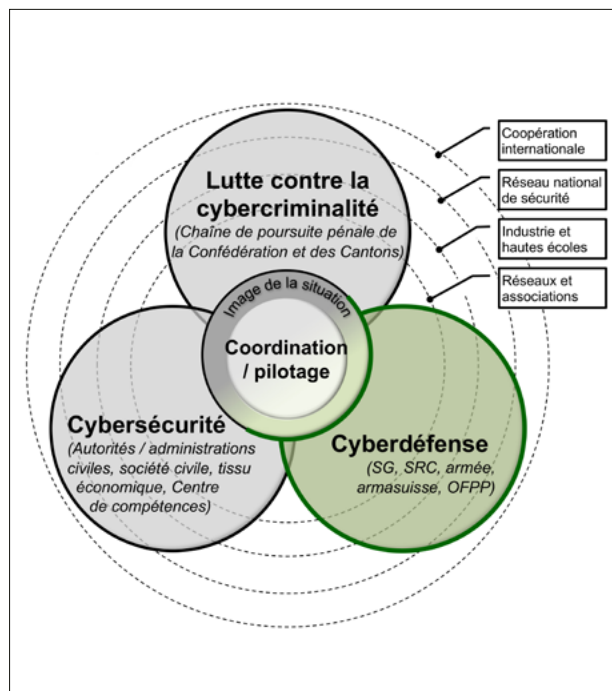 Coopération
internationale
Réseau national
de sécurité
Industrie et
hautes écoles
Réseaux et
associations
Lutte contre la
cybercriminalité
(Chaîne de poursuite pénale de
la Confédération et des Cantons)
Image de la situation
Coordination
/ pilotage
Cybersécurité
(Autorités / administrations
civiles, société civile, tissu
économique, Centre
de compétences)
Cyberdéfense
(SG, SRC, armée,
armasuisse, OFPP)